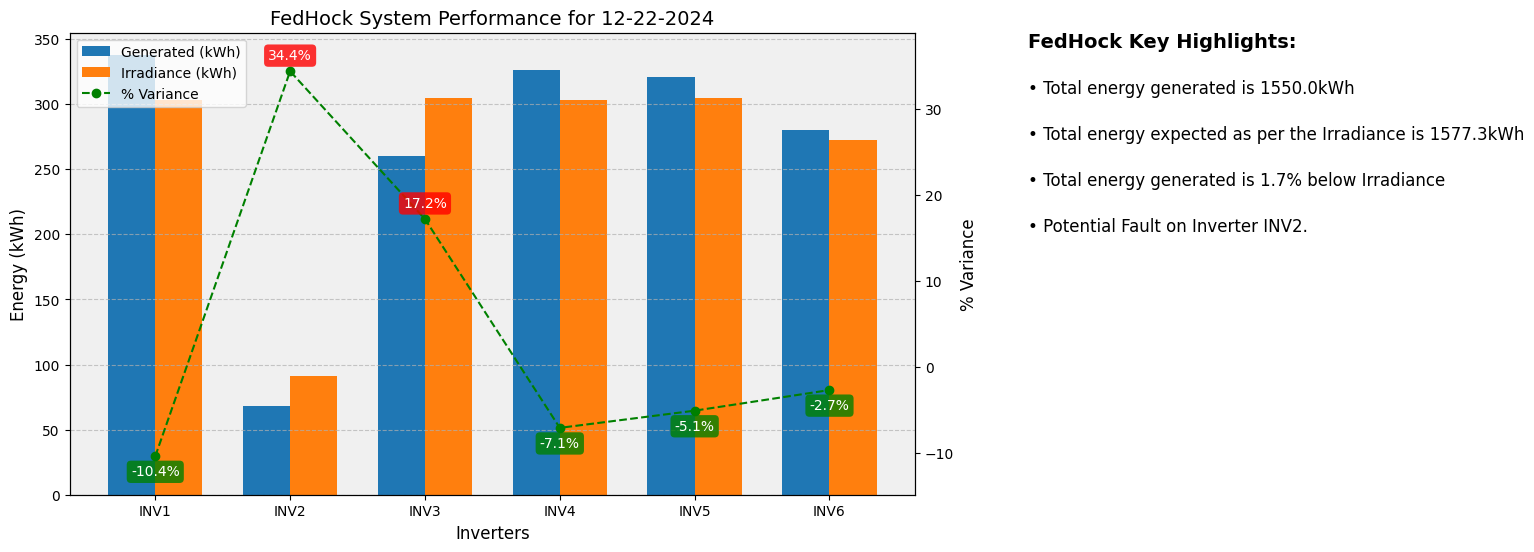 FedHock System Performance for 12-22-2024
Generated (kWh)
Irradiance (kWh)
% Variance
350
300
250
200
150
100
50
0
Energy (kWh)
34.4%
17.2%
-10.4%
-7.1%
-5.1%
-2.7%
30
20
10
0
−10
% Variance
INV1 INV2 INV3 INV4 INV5 INV6
Inverters
FedHock Key Highlights:
• Total energy generated is 1550.0kWh
• Total energy expected as per the Irradiance is 1577.3kWh
• Total energy generated is 1.7% below Irradiance
• Potential Fault on Inverter INV2.